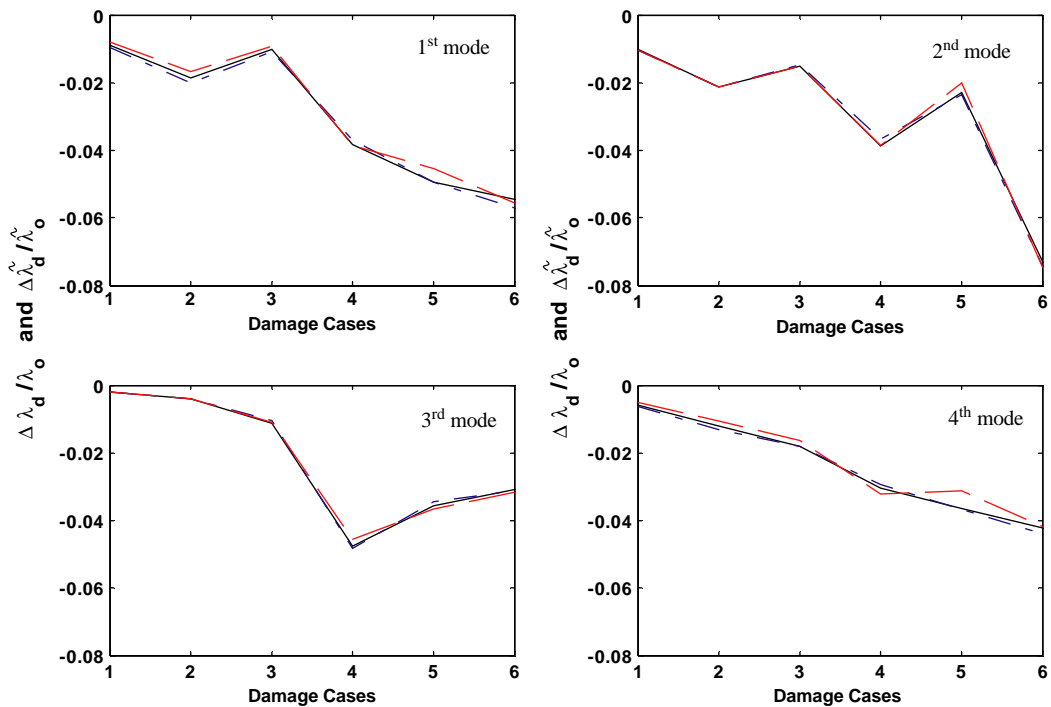 0
-0.02
-0.04
-0.06
-0.08
1 2 3 4 5 6
Damage Cases
1st mode
0
-0.02
-0.04
-0.06
-0.08
1 2 3 4 5 6
Damage Cases
2nd mode
0
-0.02
-0.04
-0.06
-0.08
1 2 3 4 5 6
Damage Cases
3rd mode
0
-0.02
-0.04
-0.06
-0.08
1 2 3 4 5 6
Damage Cases
4th mode
Δ λd/λo and Δλ̃d/λ̃o
Δ λd/λo and Δλ̃d/λ̃o